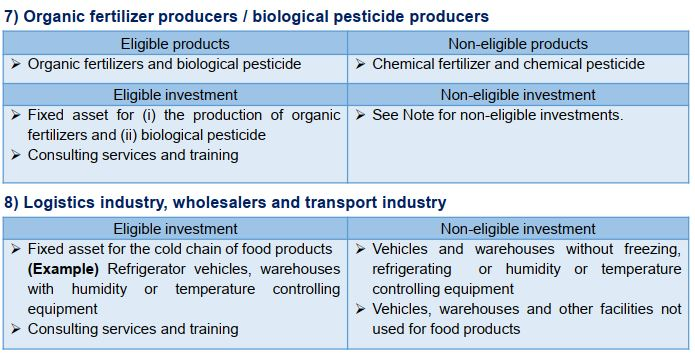 7) Organic fertilizer producers / biological pesticide producers
Eligible products
Non-eligible products
➢ Organic fertilizers and biological pesticide
➢ Chemical fertilizer and chemical pesticide
Eligible investment
Non-eligible investment
➢ Fixed asset for (i) the production of organic
fertilizers and (ii) biological pesticide
➢ Consulting services and training
➢ See Note for non-eligible investments.
8) Logistics industry, wholesalers and transport industry
Eligible investment
Non-eligible investment
➢ Fixed asset for the cold chain of food products
(Example) Refrigerator vehicles, warehouses
with humidity or temperature controlling
equipment
➢ Consulting services and training
➢ Vehicles and warehouses without freezing,
refrigerating or humidity or temperature
controlling equipment
➢ Vehicles, warehouses and other facilities not
used for food products